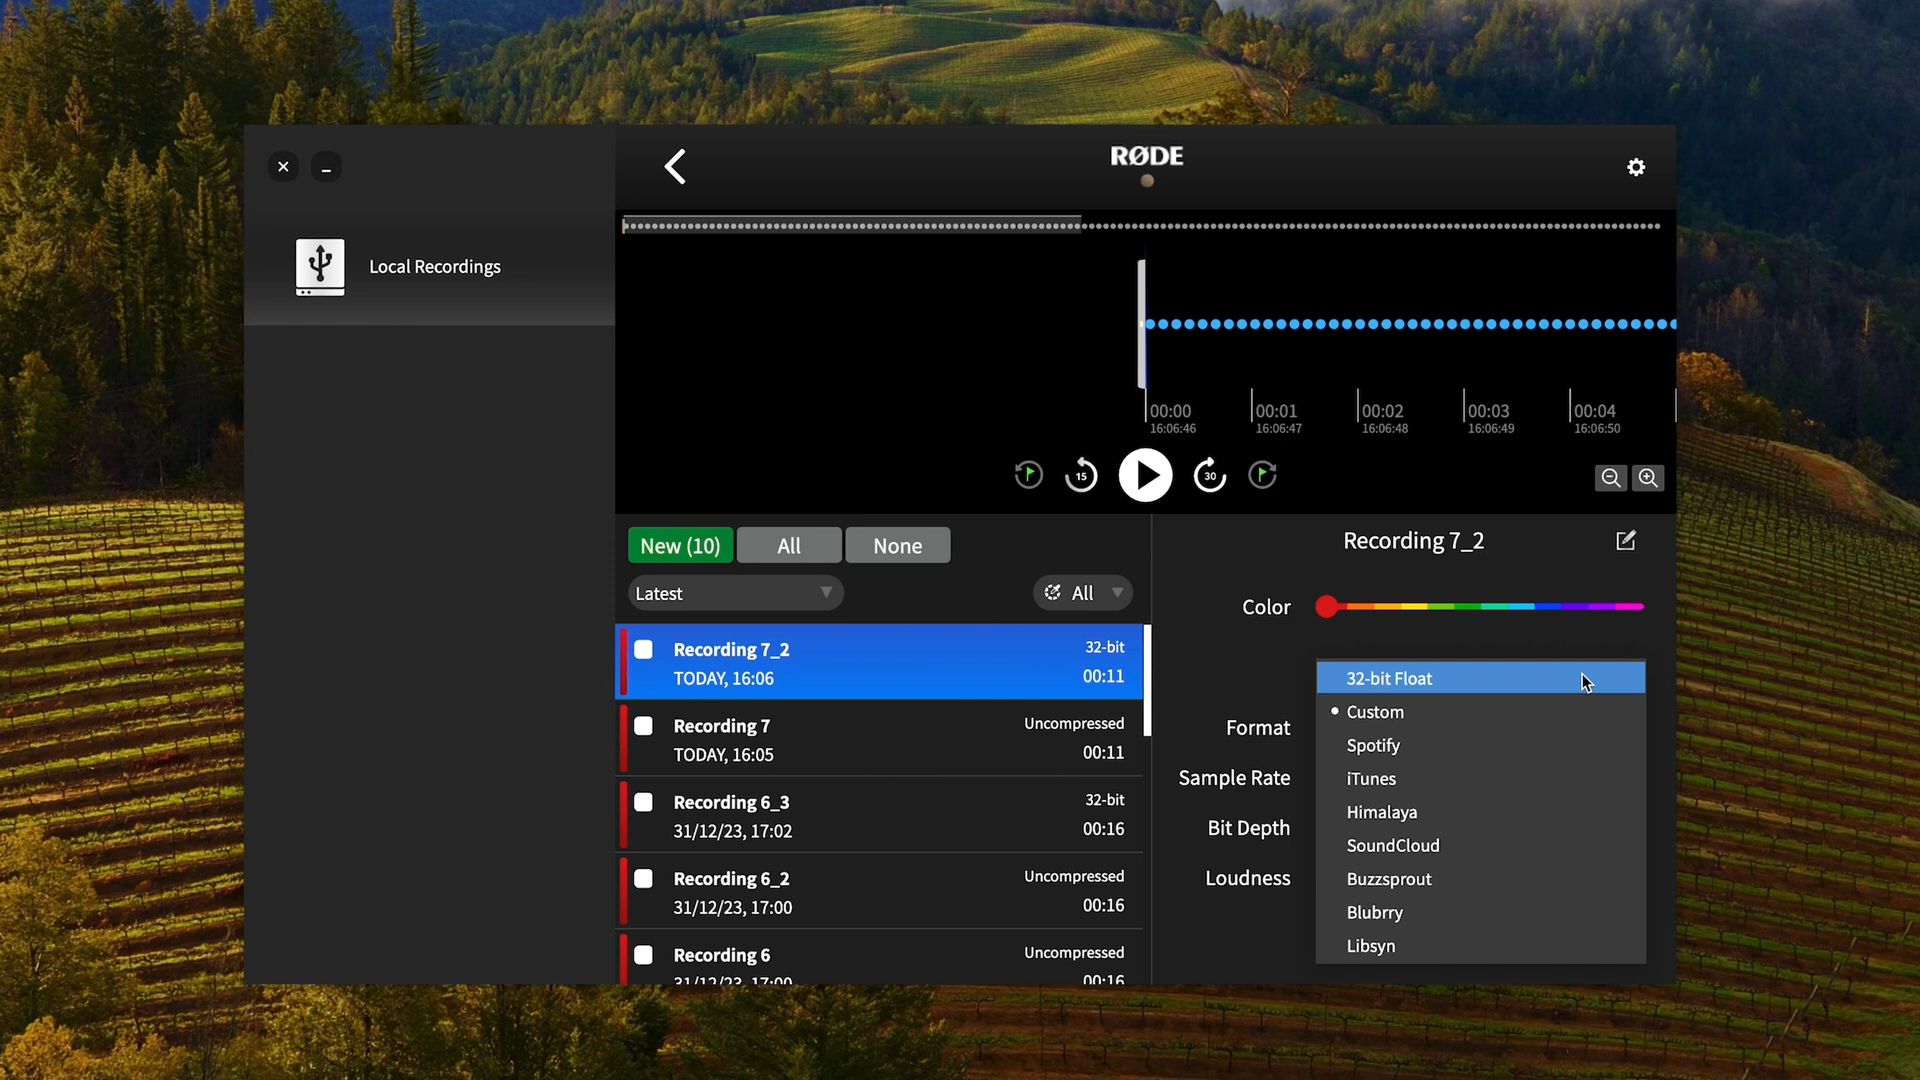 RØDE
Local Recordings
00:00
16:06:46
00:01
16:06:47
00:02
16:06:48
00:03
16:06:49
00:04
16:06:50
15
30
New (10)
All
None
Latest
All
Recording 7_2
32-bit
TODAY, 16:06
00:11
Recording 7
Uncompressed
TODAY, 16:05
00:11
Recording 6_3
32-bit
31/12/23, 17:02
00:16
Recording 6_2
Uncompressed
31/12/23, 17:00
00:16
Recording 6
Uncompressed
31/12/23, 17:00
00:16
Recording 7_2
Color
Format
Sample Rate
Bit Depth
Loudness
32-bit Float
Custom
Spotify
iTunes
Himalaya
SoundCloud
Buzzsprout
Blubrry
Libsyn